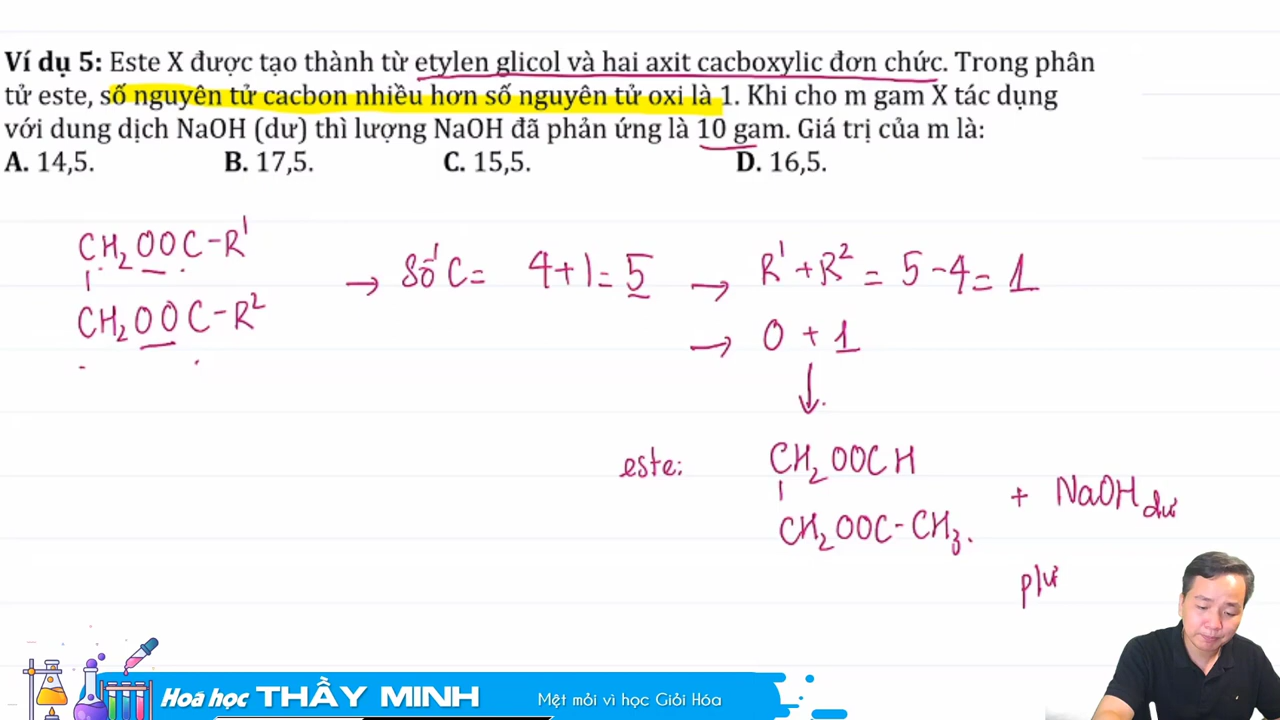 Ví dụ 5: Este X được tạo thành từ etylen glicol và hai axit cacboxylic đơn chức. Trong phân
tử este, số nguyên tử cacbon nhiều hơn số nguyên tử oxi là 1. Khi cho m gam X tác dụng
với dung dịch NaOH (dư) thì lượng NaOH đã phản ứng là 10 gam. Giá trị của m là:
A. 14,5. B. 17,5. C. 15,5. D. 16,5.
CH₂OOC-R¹
CH₂OOC-R²
→ Số C = 4+1=5 → R¹+R² = 5-4=1
→ 0 + 1
este: CH₂OOCH
CH₂OOC-CH₃.
+ NaOH dư
pư
Hoá học THẦY MINH Mệt mỏi vì học Giỏi Hóa